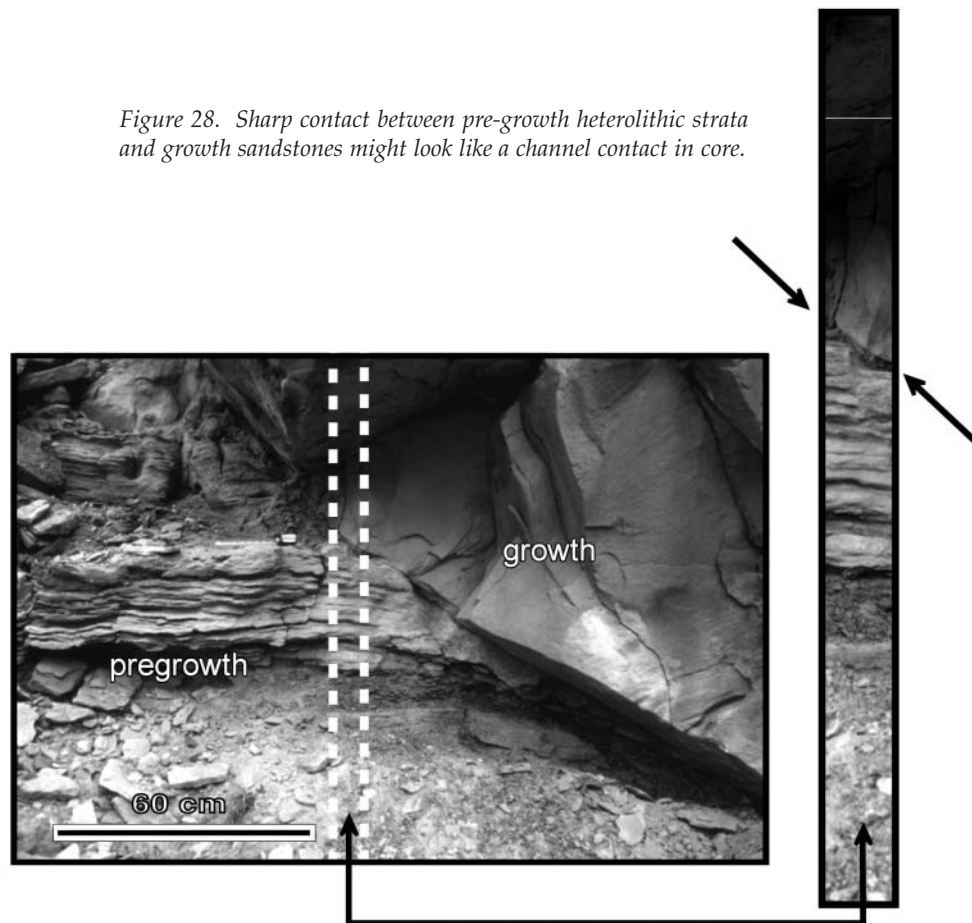 Figure 28. Sharp contact between pre-growth heterolithic strata
and growth sandstones might look like a channel contact in core.
growth
pregrowth
60 cm